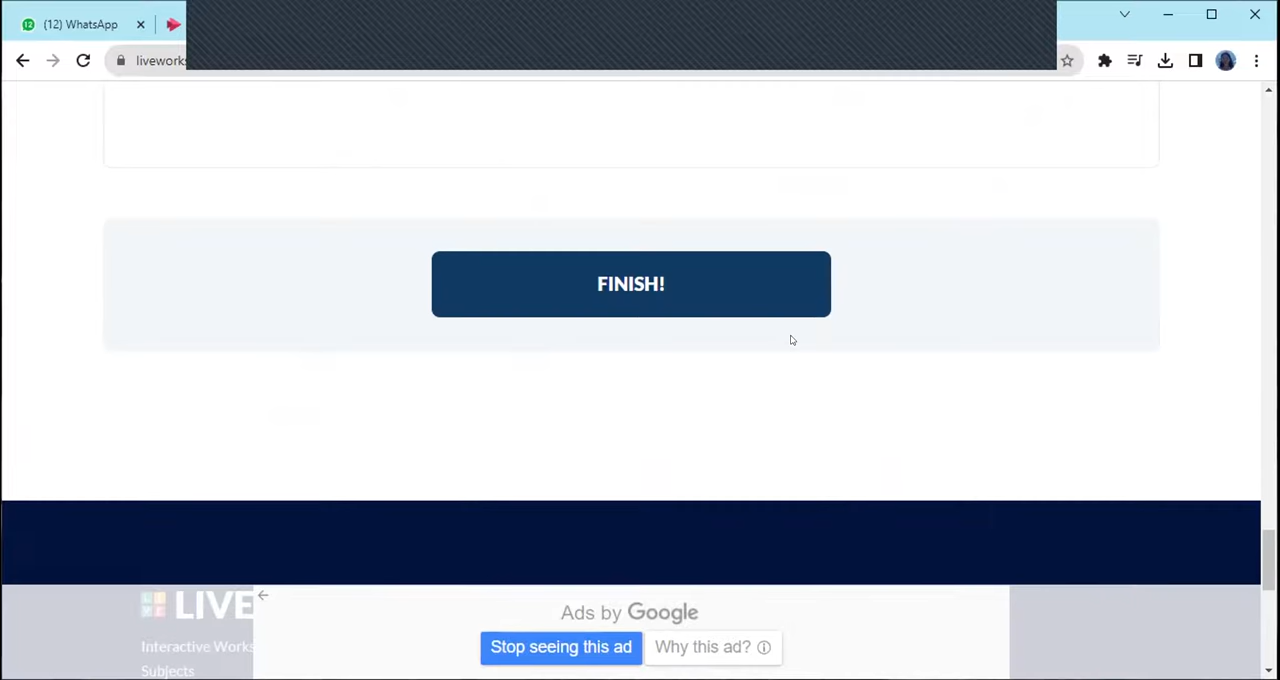 (12) WhatsApp
liveworks
FINISH!
LIVE
Interactive Works
Subjects
Ads by Google
Stop seeing this ad
Why this ad?